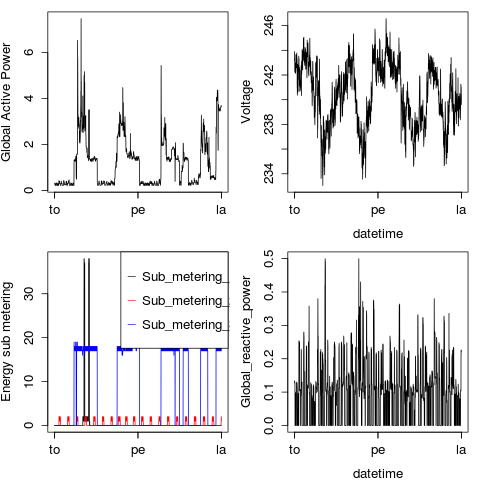 Global Active Power
0 2 4 6
to pe la
Voltage
234 238 242 246
to pe la
datetime
Energy sub metering
0 10 20 30
to pe la
Sub_metering_
Sub_metering_
Sub_metering_
Global_reactive_power
0.0 0.1 0.2 0.3 0.4 0.5
to pe la
datetime